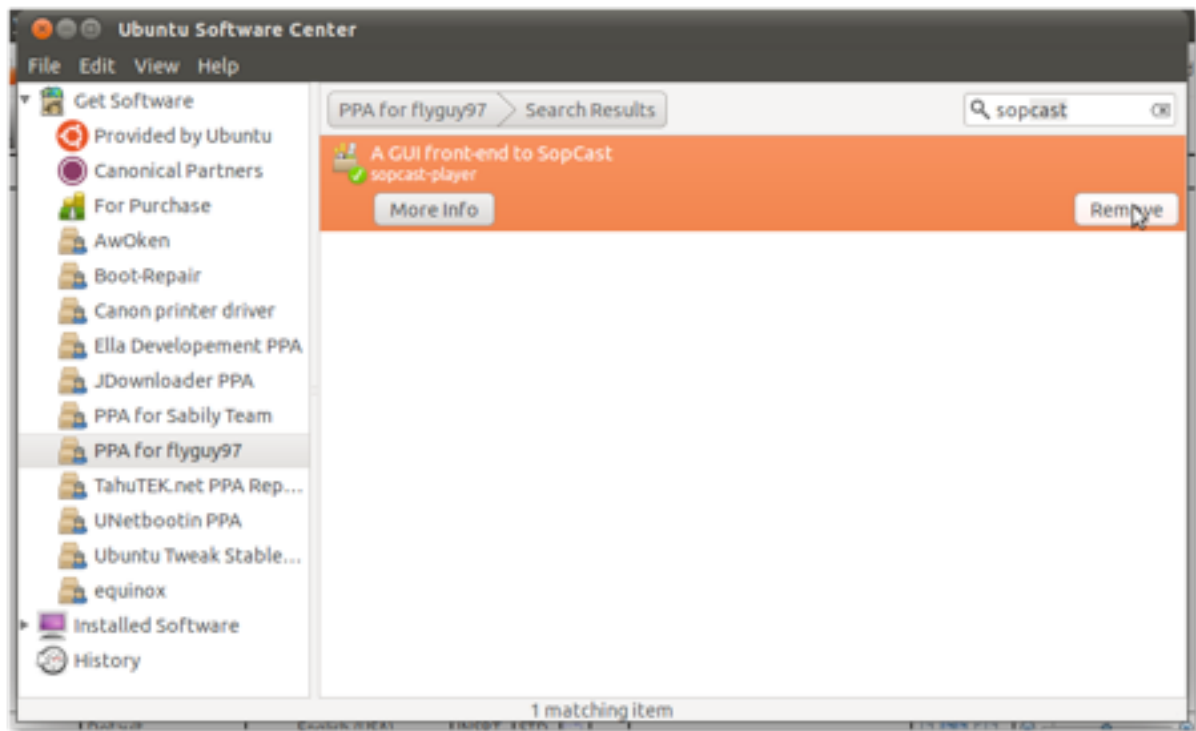 Ubuntu Software Center
File Edit View Help
Get Software
Provided by Ubuntu
Canonical Partners
For Purchase
AwOken
Boot-Repair
Canon printer driver
Ella Developement PPA
JDownloader PPA
PPA for Sabily Team
PPA for flyguy97
TahuTEK.net PPA Rep...
UNetbootin PPA
Ubuntu Tweak Stable...
equinox
Installed Software
History
PPA for flyguy97 Search Results
sopcast
A GUI front-end to SopCast
sopcast-player
More Info Remove
1 matching item